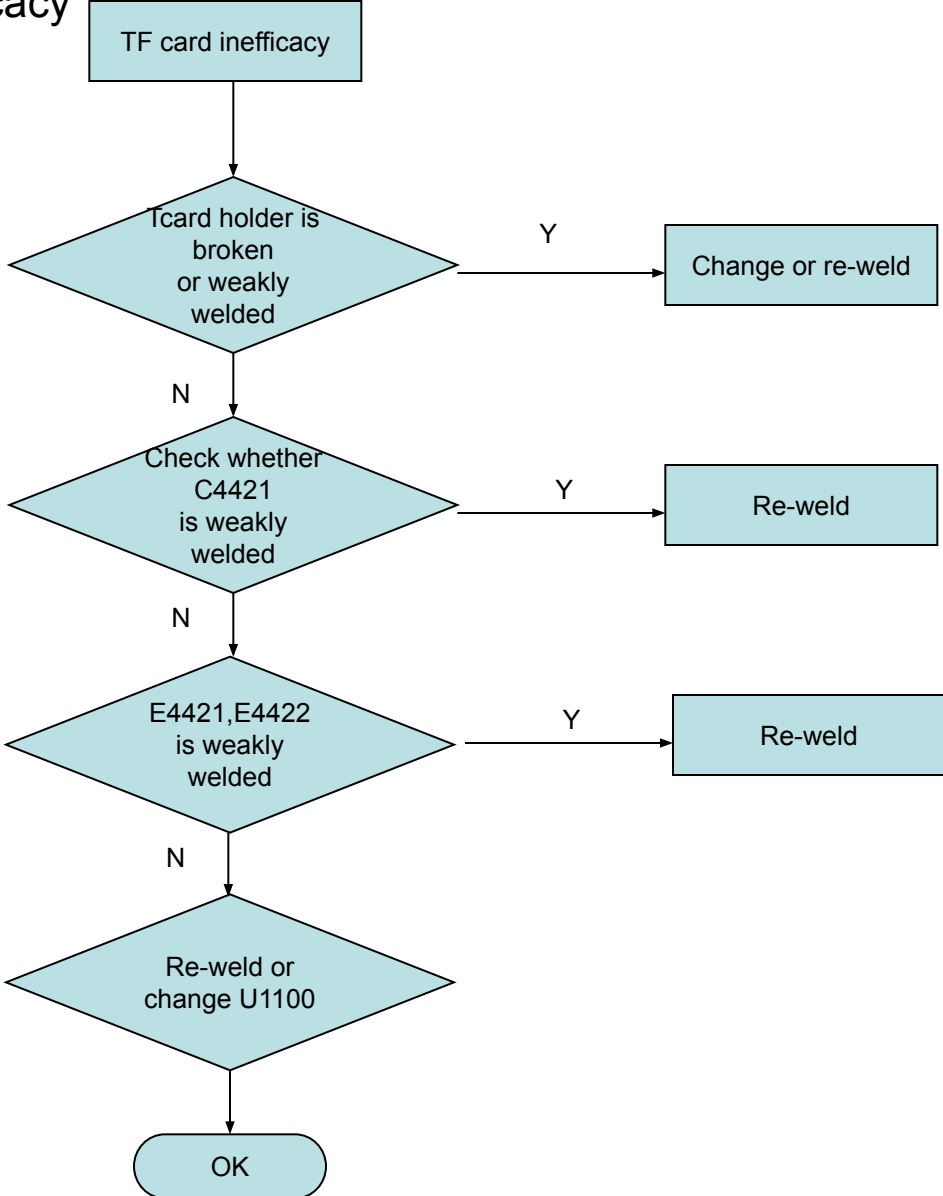 TF card inefficacy
Tcard holder is
broken
or weakly
welded
Y
Change or re-weld
N
Check whether
C4421
is weakly
welded
Y
Re-weld
N
E4421,E4422
is weakly
welded
Y
Re-weld
N
Re-weld or
change U1100
OK